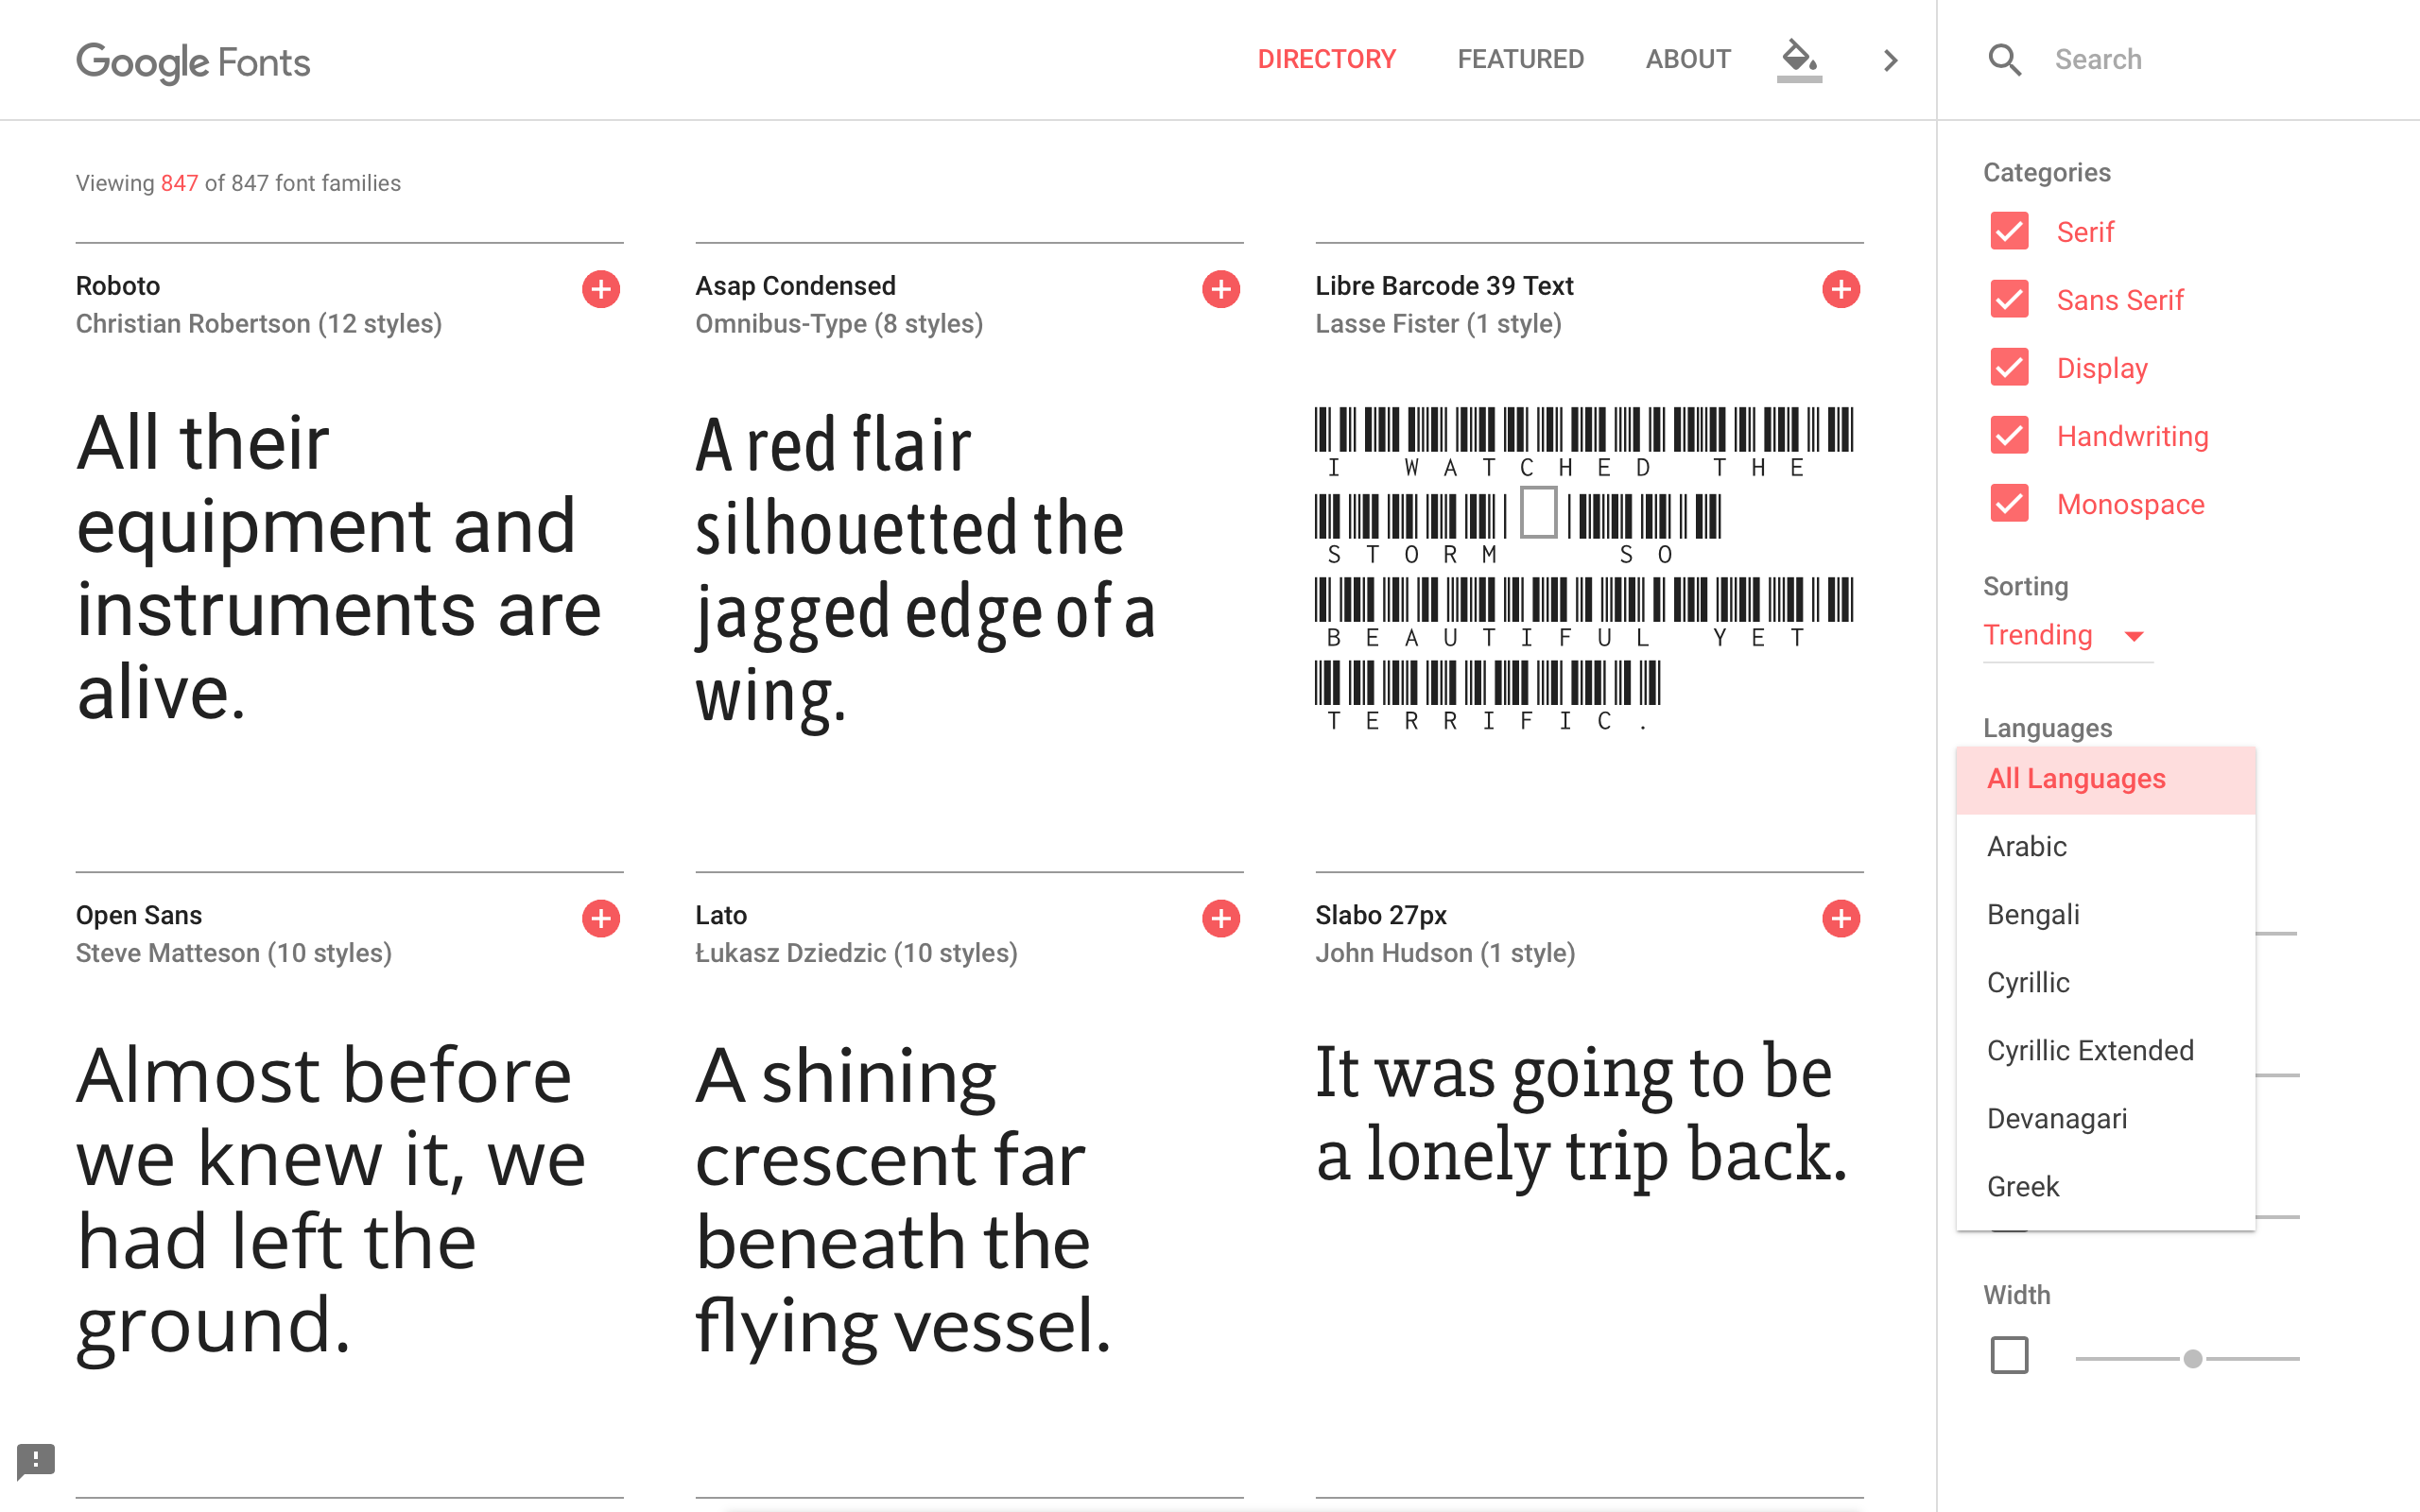 Google Fonts
DIRECTORY
FEATURED
ABOUT
Search
Viewing 847 of 847 font families
Roboto
Christian Robertson (12 styles)
All their
equipment and
instruments are
alive.
Asap Condensed
Omnibus-Type (8 styles)
A red flair
silhouetted the
jagged edge of a
wing.
Libre Barcode 39 Text
Lasse Fister (1 style)
I WATCHED THE
STORM SO
BEAUTIFUL YET
TERRIFIC.
Open Sans
Steve Matteson (10 styles)
Almost before
we knew it, we
had left the
ground.
Lato
Łukasz Dziedzic (10 styles)
A shining
crescent far
beneath the
flying vessel.
Slabo 27px
John Hudson (1 style)
It was going to be
a lonely trip back.
Categories
Serif
Sans Serif
Display
Handwriting
Monospace
Sorting
Trending
Languages
All Languages
Arabic
Bengali
Cyrillic
Cyrillic Extended
Devanagari
Greek
Width